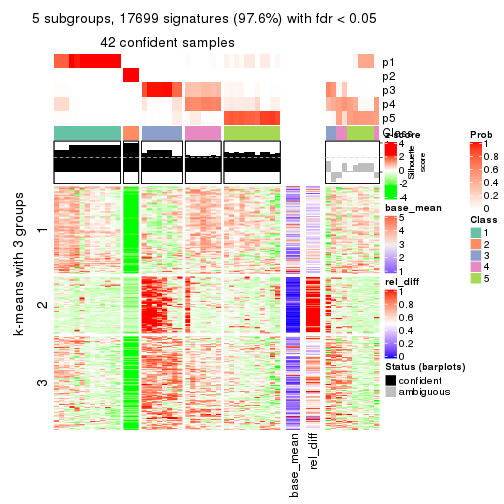 5 subgroups, 17699 signatures (97.6%) with fdr < 0.05
42 confident samples
p1
p2
p3
p4
p5
Class
k-means with 3 groups
1
2
3
base_mean
rel_diff
z-score
4
2
0
-2
-4
Silhouette
score
base_mean
5
4
3
2
1
rel_diff
1
0.8
0.6
0.4
0.2
0
Status (barplots)
confident
ambiguous
Prob
1
0.8
0.6
0.4
0.2
0
Class
1
2
3
4
5